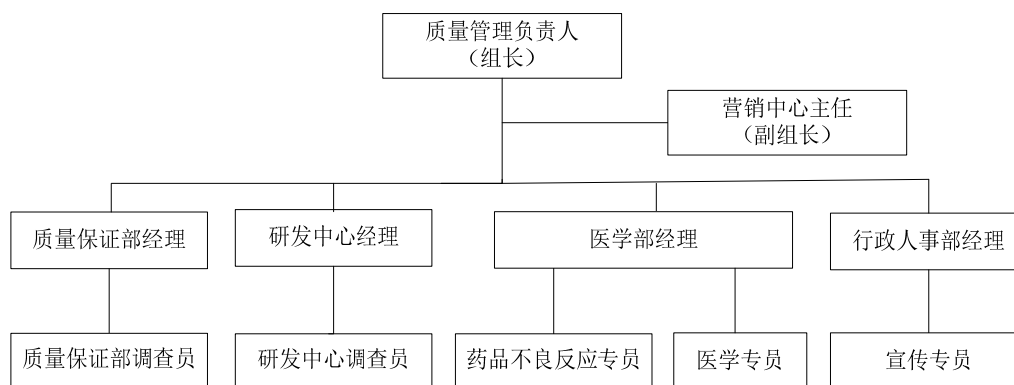 质量管理负责人
（组长）
营销中心主任
（副组长）
质量保证部经理
研发中心经理
医学部经理
行政人事部经理
质量保证部调查员
研发中心调查员
药品不良反应专员
医学专员
宣传专员